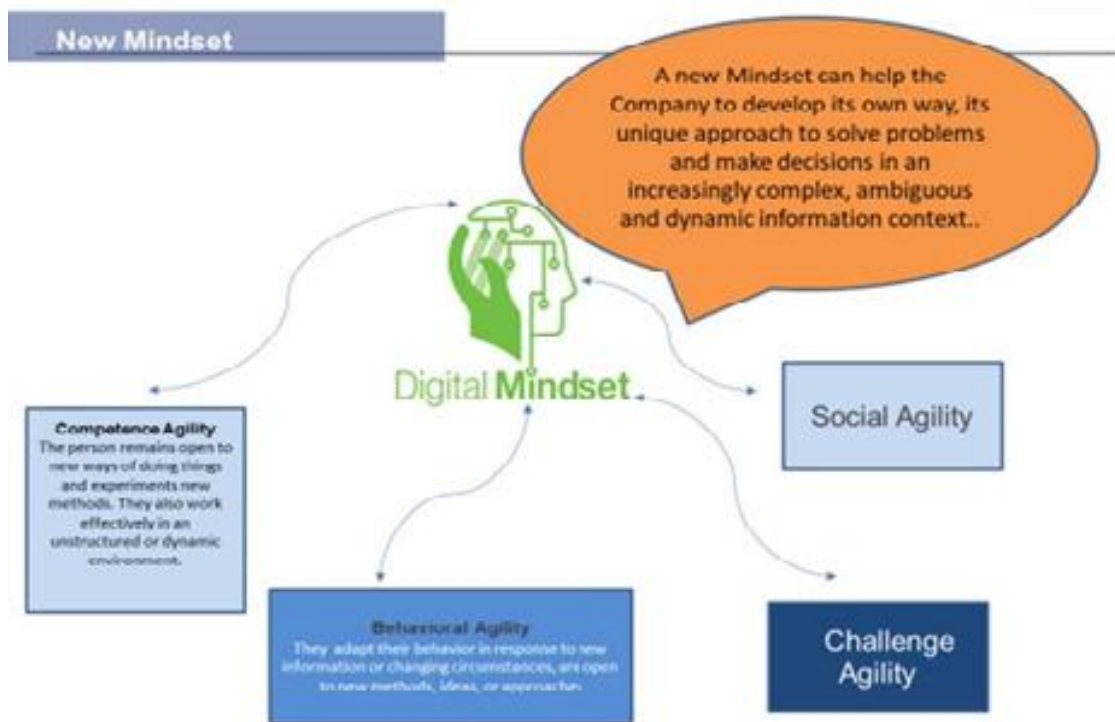 New Mindset
A new Mindset can help the
Company to develop its own way, its
unique approach to solve problems
and make decisions in an
increasingly complex, ambiguous
and dynamic information context..
Digital Mindset
Social Agility
Competence Agility
The person remains open to
new ways of doing things
and experiments new
methods. They also work
effectively in an
unstructured or dynamic
environment.
Behavioral Agility
They adapt their behavior in response to new
information or changing circumstances, are open
to new methods, ideas, or approaches
Challenge
Agility